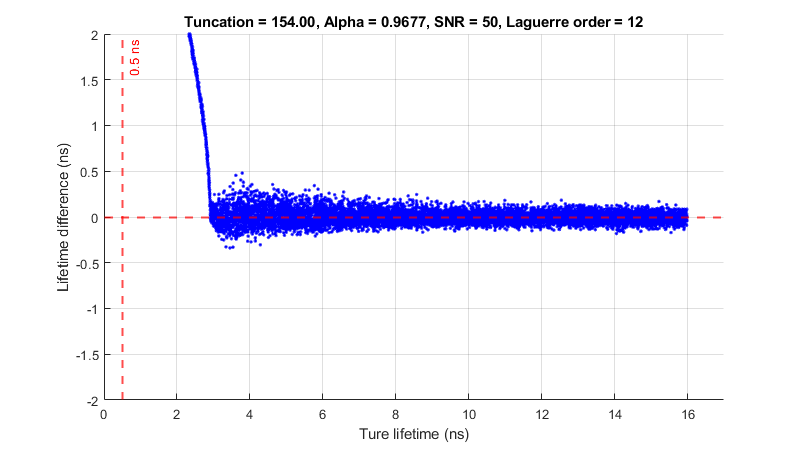 Tuncation = 154.00, Alpha = 0.9677, SNR = 50, Laguerre order = 12
0.5 ns
Lifetime difference (ns)
2
1.5
1
0.5
0
-0.5
-1
-1.5
-2
0 2 4 6 8 10 12 14 16
Ture lifetime (ns)